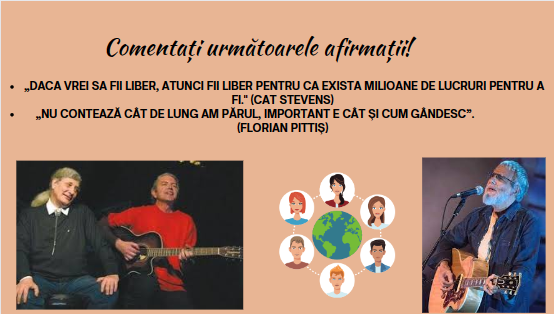 Comentați următoarele afirmații!
• „DACA VREI SA FII LIBER, ATUNCI FII LIBER PENTRU CA EXISTA MILIOANE DE LUCRURI PENTRU A
FI." (CAT STEVENS)
• „NU CONTEAZĂ CÂT DE LUNG AM PĂRUL, IMPORTANT E CÂT ȘI CUM GÂNDESC”.
(FLORIAN PITTIȘ)